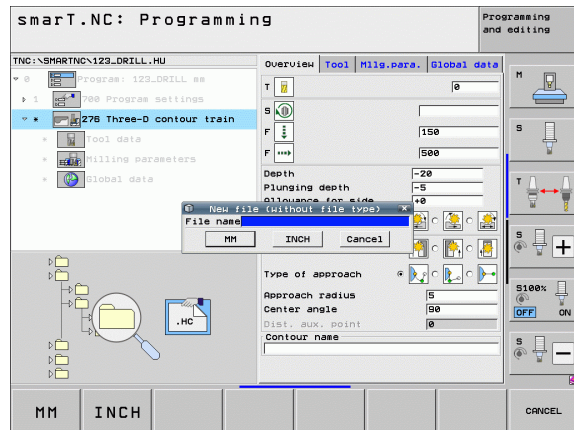 smarT.NC: Programming
Programming and editing
TNC:\SMARTNC\123_DRILL.HU
0 Program: 123_DRILL mm
1 700 Program settings
* 276 Three-D contour train
* Tool data
* Milling parameters
* Global data
Overview Tool Mllg.para. Global data
T 0
S
F 150
F 500
Depth -20
Plunging depth -5
Allowance for side +0
New file (without file type)
File name
MM INCH Cancel
Type of approach
Approach radius 5
Center angle 90
Dist. aux. point 0
Contour name
.HC
M
S
T
S
S100%
OFF ON
S
MM INCH CANCEL